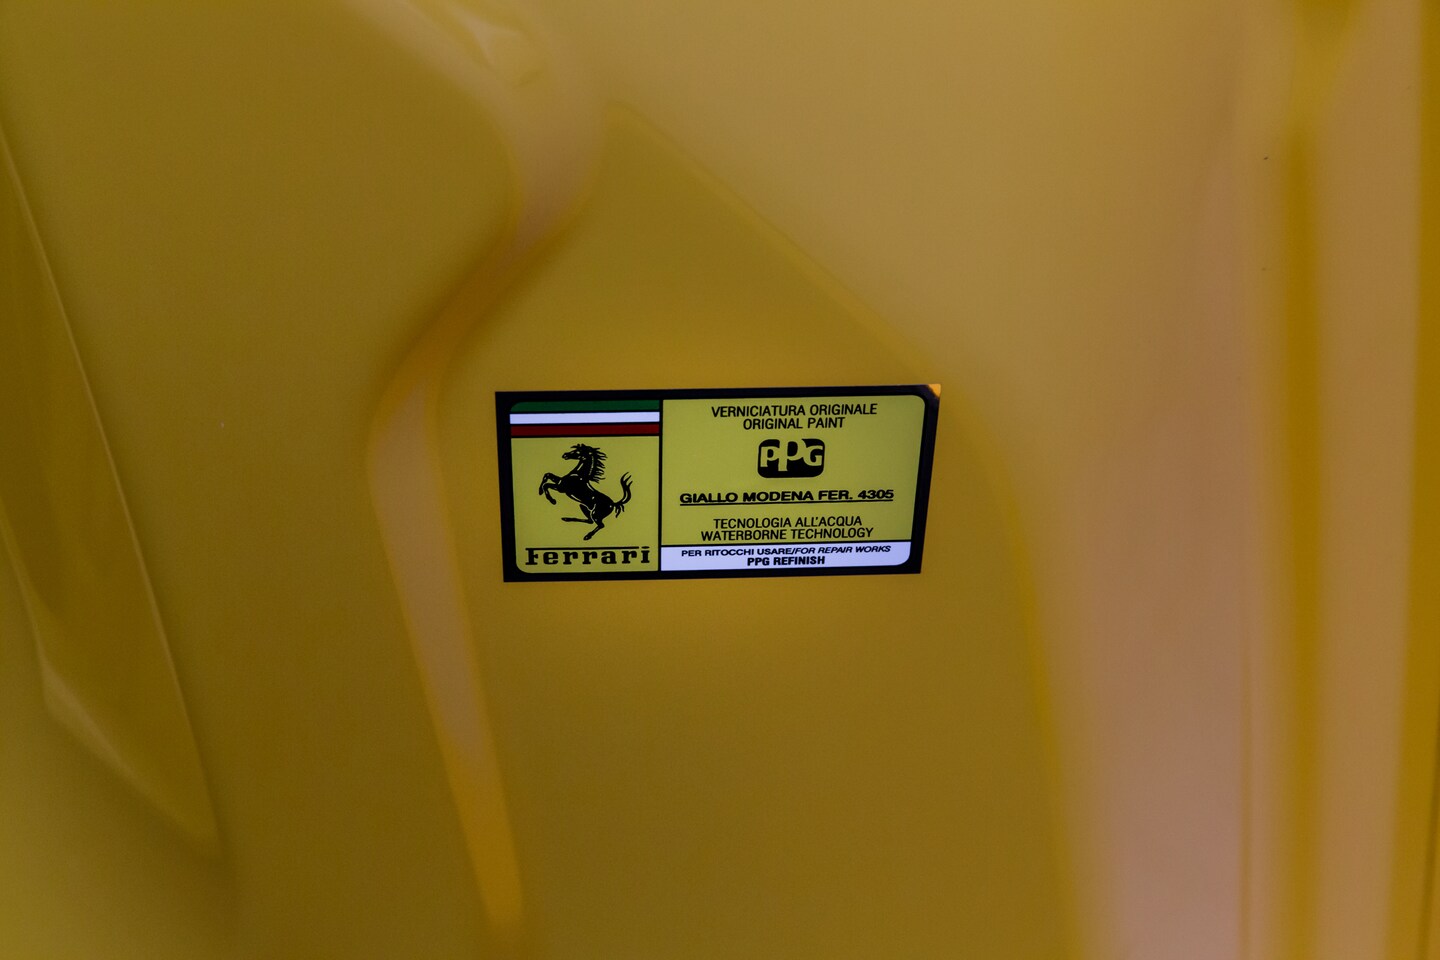 VERNICIATURA ORIGINALE
ORIGINAL PAINT
PPG
GIALLO MODENA FER. 4305
TECNOLOGIA ALL'ACQUA
WATERBORNE TECHNOLOGY
PER RITOCCHI USARE/FOR REPAIR WORKS
PPG REFINISH
Ferrari